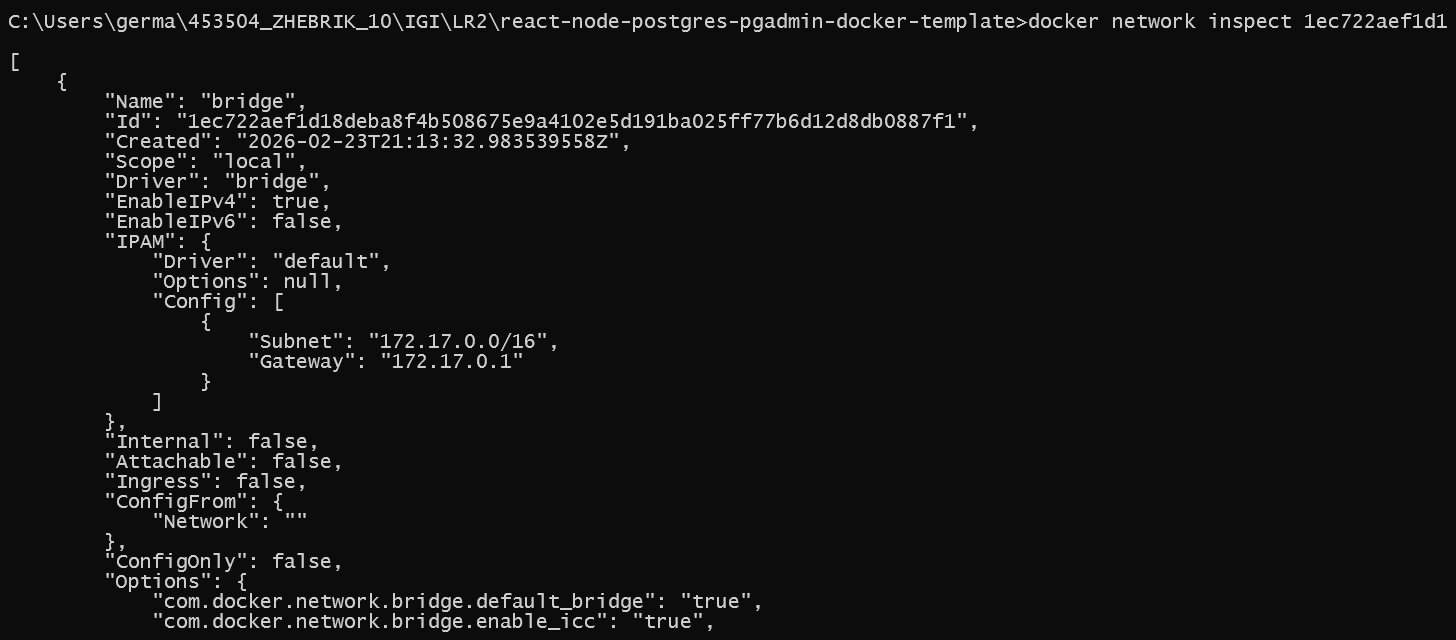 C:\Users\germa\453504_ZHEBRIK_10\IGI\LR2\react-node-postgres-pgadmin-docker-template>docker network inspect 1ec722aef1d1
[
    {
        "Name": "bridge",
        "Id": "1ec722aef1d18deba8f4b508675e9a4102e5d191ba025ff77b6d12d8db0887f1",
        "Created": "2026-02-23T21:13:32.983539558Z",
        "Scope": "local",
        "Driver": "bridge",
        "EnableIPv4": true,
        "EnableIPv6": false,
        "IPAM": {
            "Driver": "default",
            "Options": null,
            "Config": [
                {
                    "Subnet": "172.17.0.0/16",
                    "Gateway": "172.17.0.1"
                }
            ]
        },
        "Internal": false,
        "Attachable": false,
        "Ingress": false,
        "ConfigFrom": {
            "Network": ""
        },
        "ConfigOnly": false,
        "Options": {
            "com.docker.network.bridge.default_bridge": "true",
            "com.docker.network.bridge.enable_icc": "true",